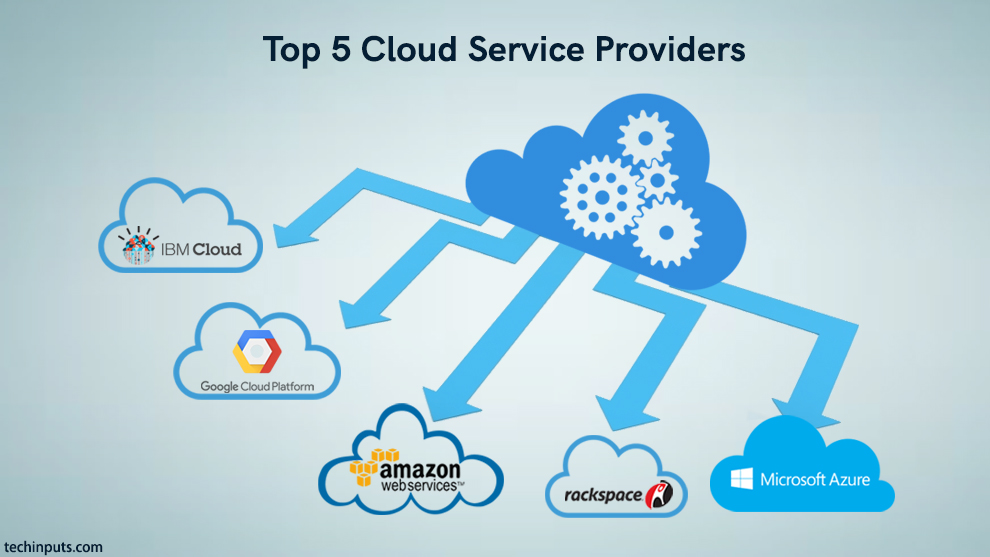 Top 5 Cloud Service Providers
IBM Cloud
Google Cloud Platform
amazon
webservices™
rackspace
Microsoft Azure
techinputs.com